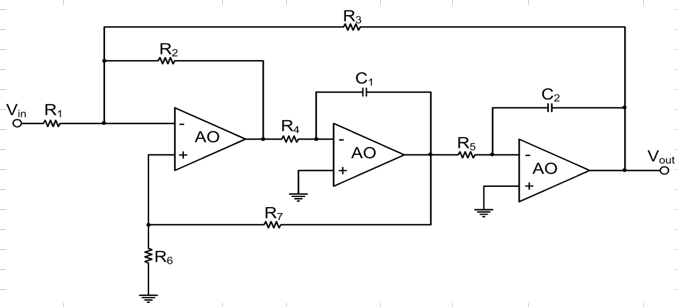 R3
R2
C1
C2
Vin
R1
R4
R5
Vout
- AO +
- AO +
- AO +
R7
R6